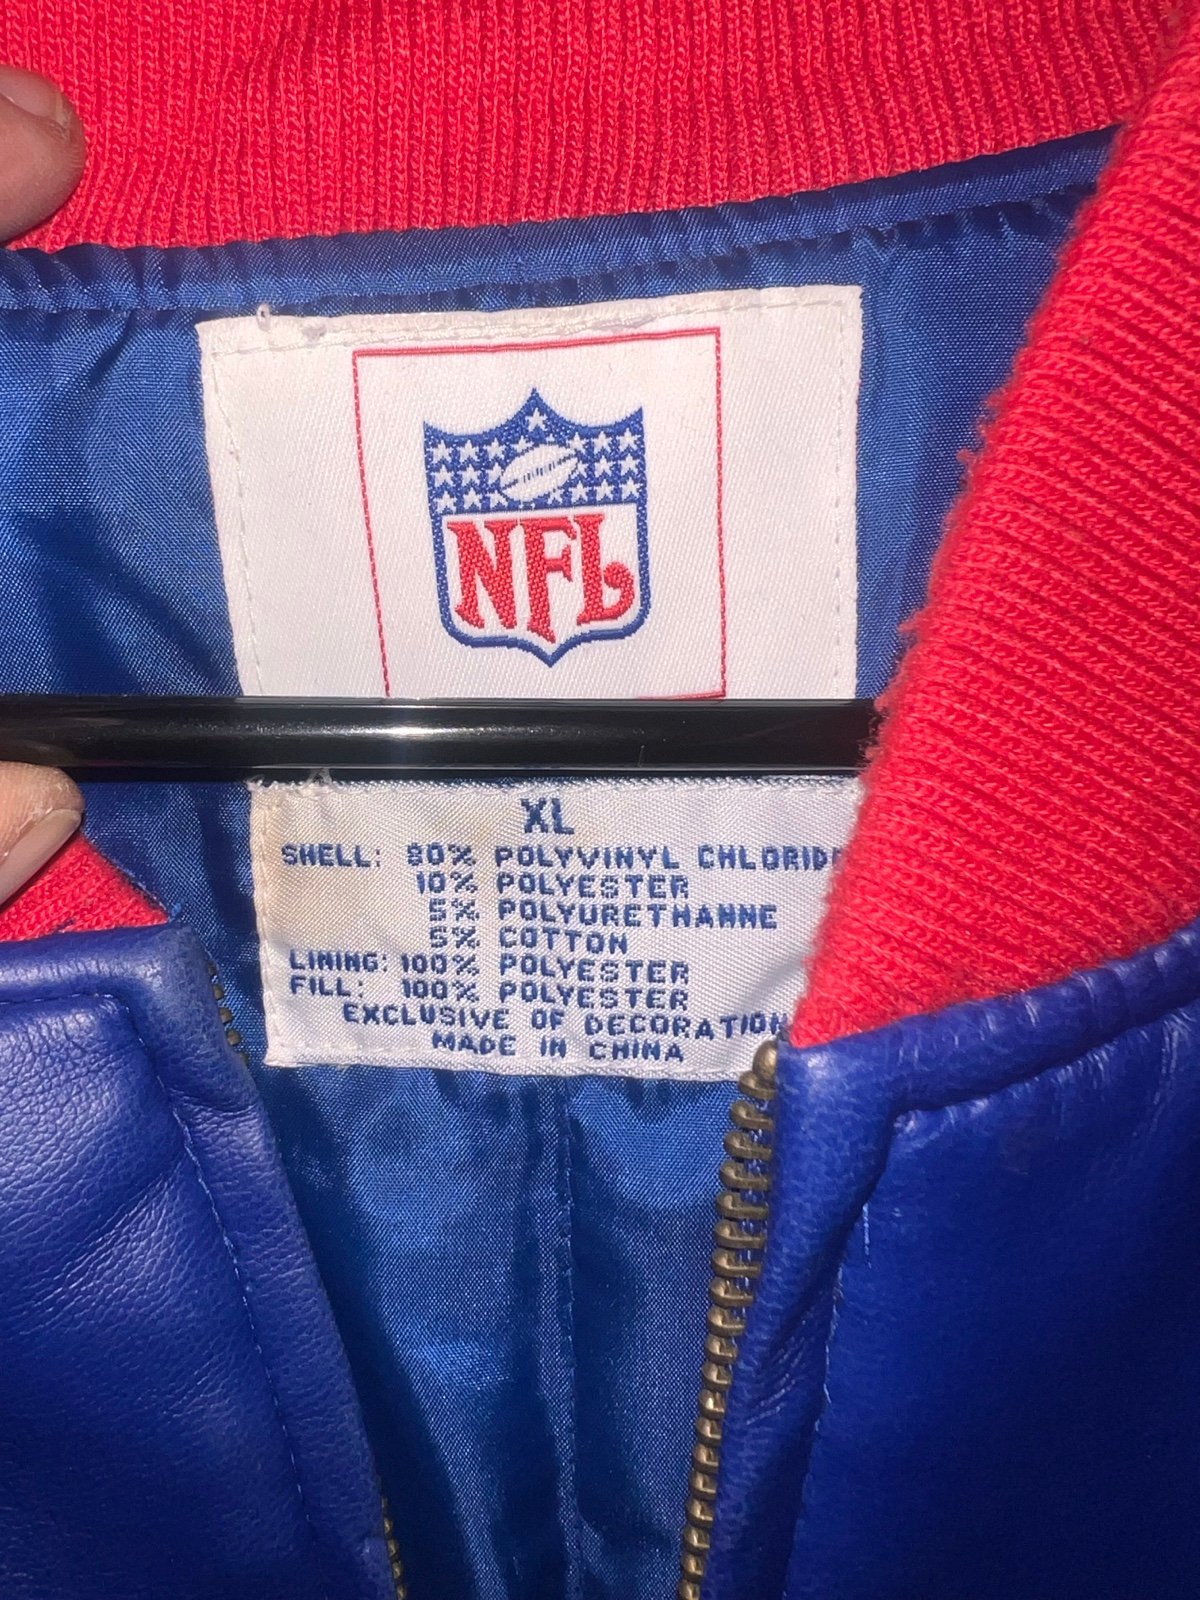 NFL
XL
SHELL: 80% POLYVINYL CHLORIDE
10% POLYESTER
5% POLYURETHANNE
5% COTTON
LINING: 100% POLYESTER
FILL: 100% POLYESTER
EXCLUSIVE OF DECORATION
MADE IN CHINA